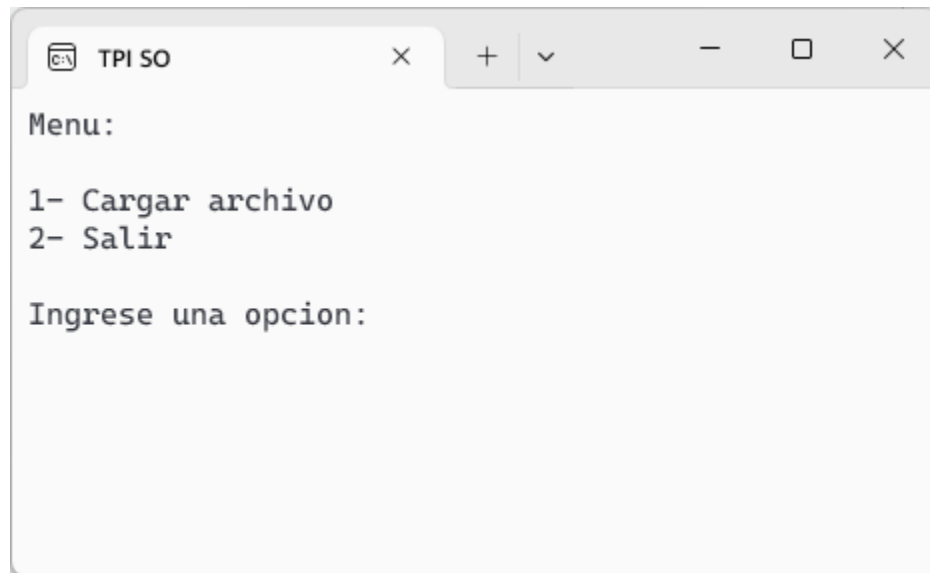 TPI SO
Menu:
1- Cargar archivo
2- Salir
Ingrese una opcion: